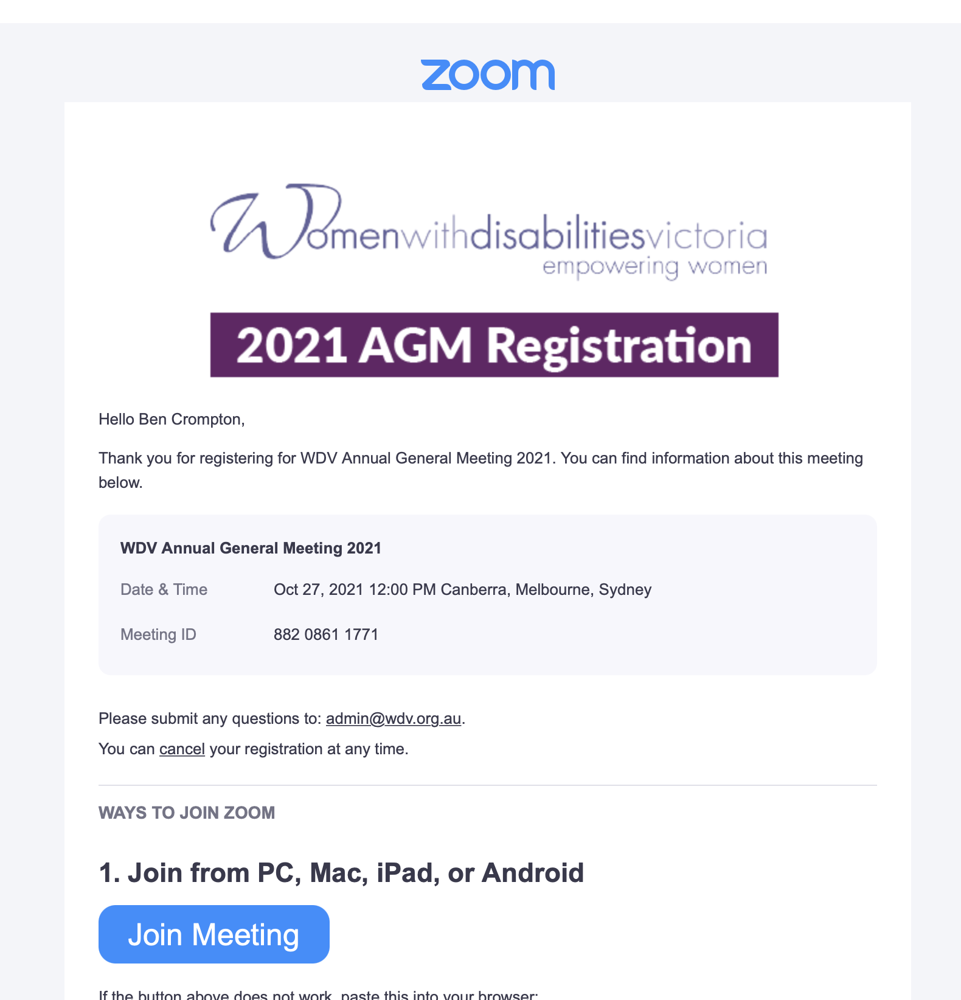 zoom
Womenwithdisabilitiesvictoria
empowering women
2021 AGM Registration
Hello Ben Crompton,
Thank you for registering for WDV Annual General Meeting 2021. You can find information about this meeting
below.
WDV Annual General Meeting 2021
Date & Time Oct 27, 2021 12:00 PM Canberra, Melbourne, Sydney
Meeting ID 882 0861 1771
Please submit any questions to: admin@wdv.org.au.
You can cancel your registration at any time.
WAYS TO JOIN ZOOM
1. Join from PC, Mac, iPad, or Android
Join Meeting
If the button above does not work, paste this into your browser: